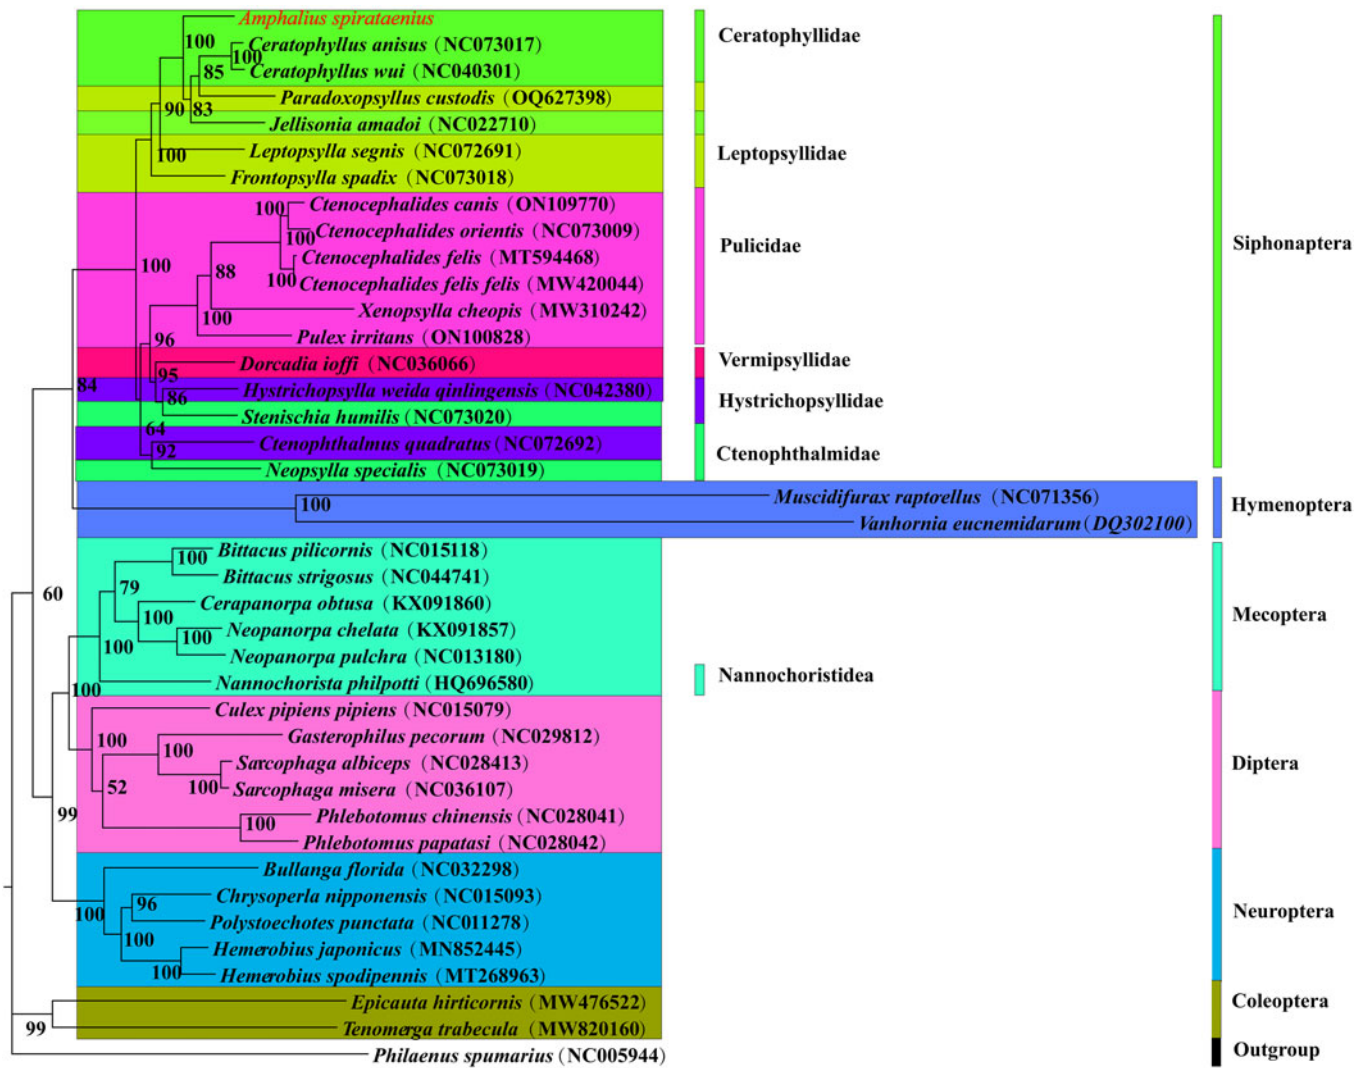 Amphalius spirataenius
100
Ceratophyllus anisus (NC073017)
Ceratophyllidae
100
Ceratophyllus wui (NC040301)
85
Paradoxopsyllus custodis (OQ627398)
90
83
Jellisonia amadoi (NC022710)
Leptopsylla segnis (NC072691)
Leptopsyllidae
100
Frontopsylla spadix (NC073018)
Ctenocephalides canis (ON109770)
100
Ctenocephalides orientis (NC073009)
100
Pulicidae
Siphonaptera
Ctenocephalides felis (MT594468)
100
88
Ctenocephalides felis felis (MW420044)
100
Xenopsylla cheopis (MW310242)
100
Pulex irritans (ON100828)
96
Dorcadia ioffi (NC036066)
Vermipsyllidae
95
84
Hystrichopsylla weida qinlingensis (NC042380)
86
Hystrichopsyllidae
Stenischia humilis (NC073020)
64
Ctenophthalmus quadratus (NC072692)
92
Ctenophthalmidae
Neopsylla specialis (NC073019)
Muscidifurax raptorellus (NC071356)
100
Hymenoptera
Vanhornia eucnemidarum (DQ302100)
Bittacus pilicornis (NC015118)
100
Bittacus strigosus (NC044741)
79
60
Cerapanorpa obtusa (KX091860)
100
Mecoptera
Neopanorpa chelata (KX091857)
100
100
Neopanorpa pulchra (NC013180)
Nannochorista philpotti (HQ696580)
Nannochoristidea
100
Culex pipiens pipiens (NC015079)
100
Gasterophilus pecorum (NC029812)
100
Sarcophaga albiceps (NC028413)
Diptera
100
52
Sarcophaga misera (NC036107)
99
Phlebotomus chinensis (NC028041)
100
Phlebotomus papatasi (NC028042)
Bullanga florida (NC032298)
Chrysoperla nipponensis (NC015093)
96
100
Polystoechotes punctata (NC011278)
Neuroptera
100
Hemerobius japonicus (MN852445)
100
Hemerobius spodipennis (MT268963)
Epicauta hirticornis (MW476522)
Coleoptera
99
Tenomerga trabecula (MW820160)
Philaenus spumarius (NC005944)
Outgroup